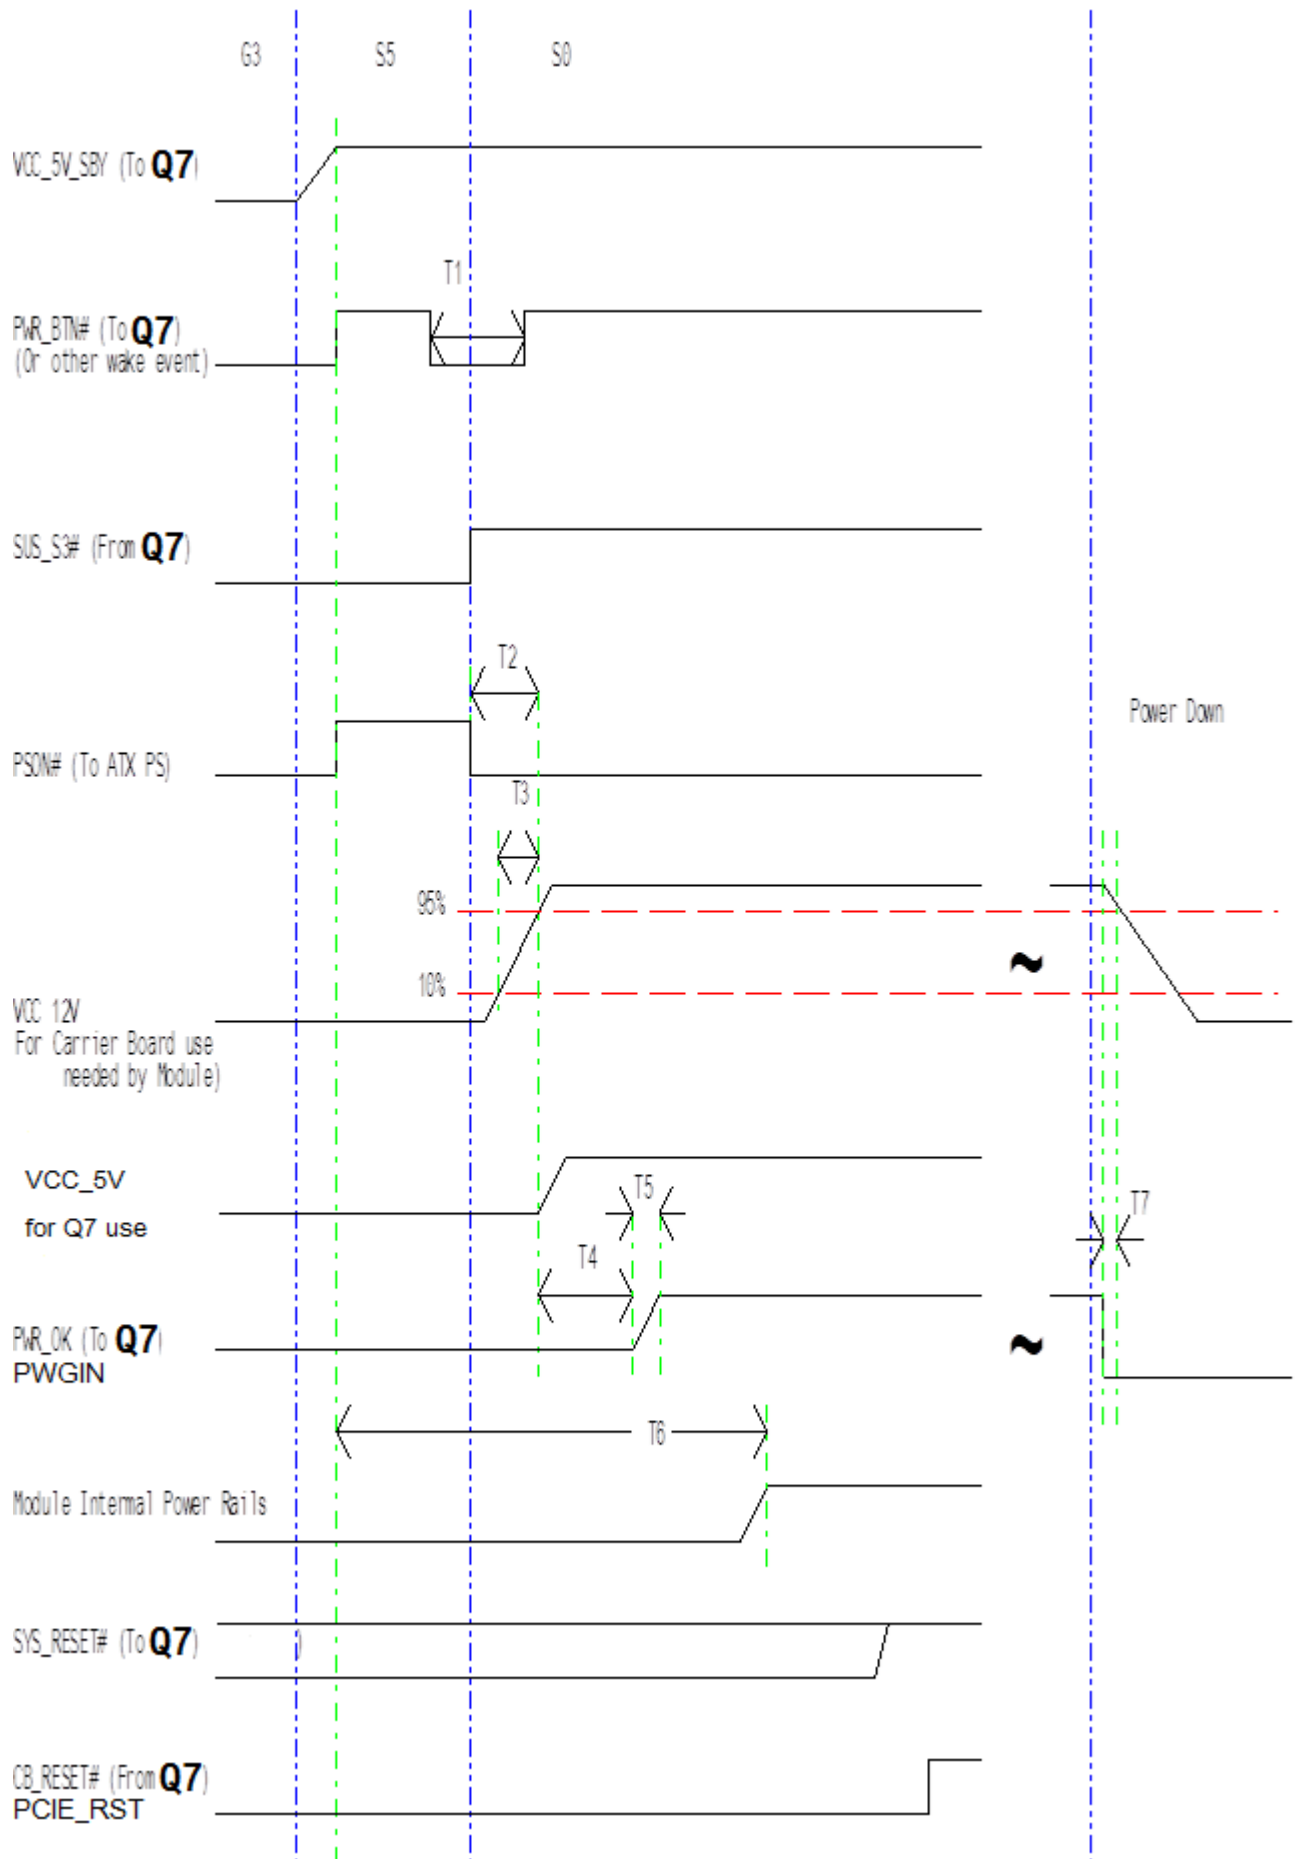 G3 S5 S0
VCC_5V_SBY (To Q7)
T1
PWR_BTN# (To Q7)
(Or other wake event)
SUS_S3# (From Q7)
T2
Power Down
PSON# (To ATX PS)
T3
95%
10%
VCC 12V
For Carrier Board use
needed by Module)
VCC_5V
T5
T7
for Q7 use
T4
~
~
PWR_OK (To Q7)
PWGIN
T6
Module Internal Power Rails
SYS_RESET# (To Q7) )
CB_RESET# (From Q7)
PCIE_RST